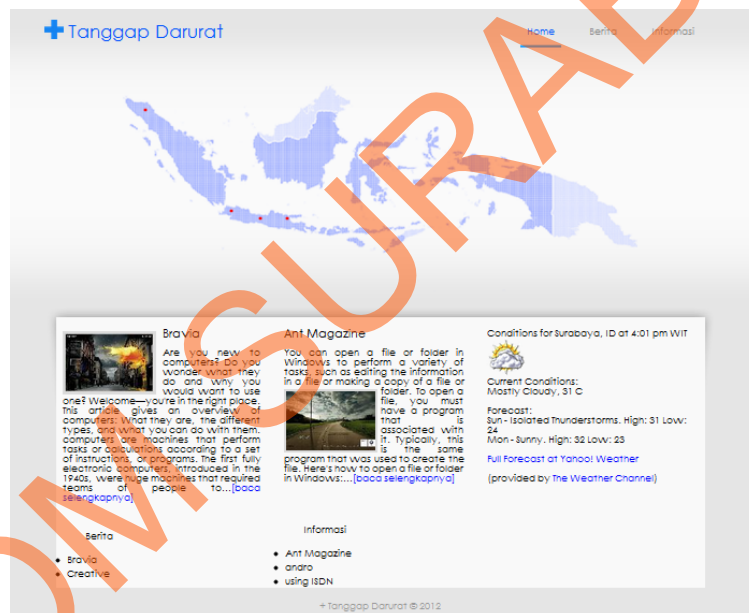 Tanggap Darurat
Home Berita Informasi
Bravia
Are you new to
computers? Do you
wonder what they
do and why you
would want to use
one? Welcome—you're in the right place.
This article gives an overview of
computers: What they are, the different
types, and what you can do with them.
computers are machines that perform
tasks or calculations according to a set
of instructions, or programs. The first fully
electronic computers, introduced in the
1940s, were huge machines that required
teams of people to...[baca
selengkapnya]
Ant Magazine
You can open a file or folder in
Windows to perform a variety of
tasks, such as editing the information
in a file or making a copy of a file or
folder. To open a
file, you must
have a program
that is
associated with
it. Typically, this
is the same
program that was used to create the
file. Here's how to open a file or folder
in Windows:...[baca selengkapnya]
Conditions for Surabaya, ID at 4:01 pm WIT
Current Conditions:
Mostly Cloudy, 31 C
Forecast:
Sun - Isolated Thunderstorms. High: 31 Low:
24
Mon - Sunny. High: 32 Low: 23
Full Forecast at Yahoo! Weather
(provided by The Weather Channel)
Berita
• Bravia
• Creative
Informasi
• Ant Magazine
• andro
• using ISDN
+ Tanggap Darurat © 2012
OM SURAB